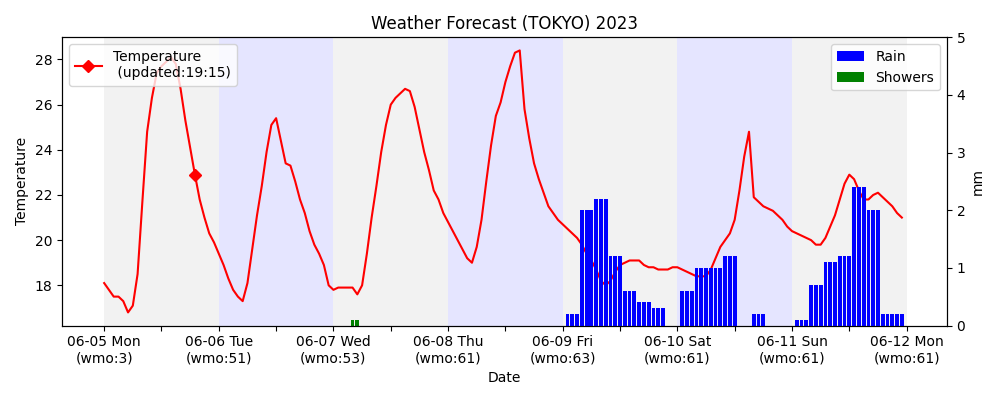 Weather Forecast (TOKYO) 2023
Temperature
(updated:19:15)
Rain
Showers
28
26
24
22
20
18
5
4
3
2
1
0
Temperature
mm
06-05 Mon
(wmo:3)
06-06 Tue
(wmo:51)
06-07 Wed
(wmo:53)
06-08 Thu
(wmo:61)
06-09 Fri
(wmo:63)
06-10 Sat
(wmo:61)
06-11 Sun
(wmo:61)
06-12 Mon
(wmo:61)
Date